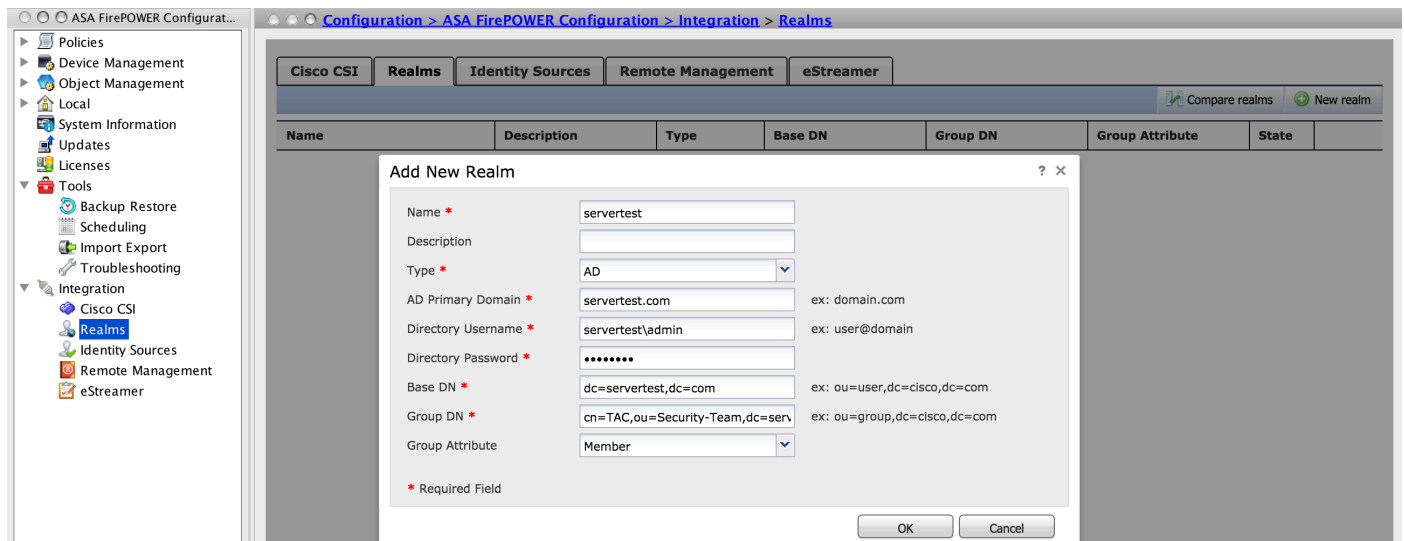 ASA FirePOWER Configurat...
Policies
Device Management
Object Management
Local
System Information
Updates
Licenses
Tools
Backup Restore
Scheduling
Import Export
Troubleshooting
Integration
Cisco CSI
Realms
Identity Sources
Remote Management
eStreamer
Configuration > ASA FirePOWER Configuration > Integration > Realms
Cisco CSI Realms Identity Sources Remote Management eStreamer
Compare realms New realm
Name Description Type Base DN Group DN Group Attribute State
Add New Realm ? ×
Name * servertest
Description
Type * AD
AD Primary Domain * servertest.com ex: domain.com
Directory Username * servertest\admin ex: user@domain
Directory Password * ••••••••
Base DN * dc=servertest,dc=com ex: ou=user,dc=cisco,dc=com
Group DN * cn=TAC,ou=Security-Team,dc=serv ex: ou=group,dc=cisco,dc=com
Group Attribute Member
* Required Field
OK Cancel